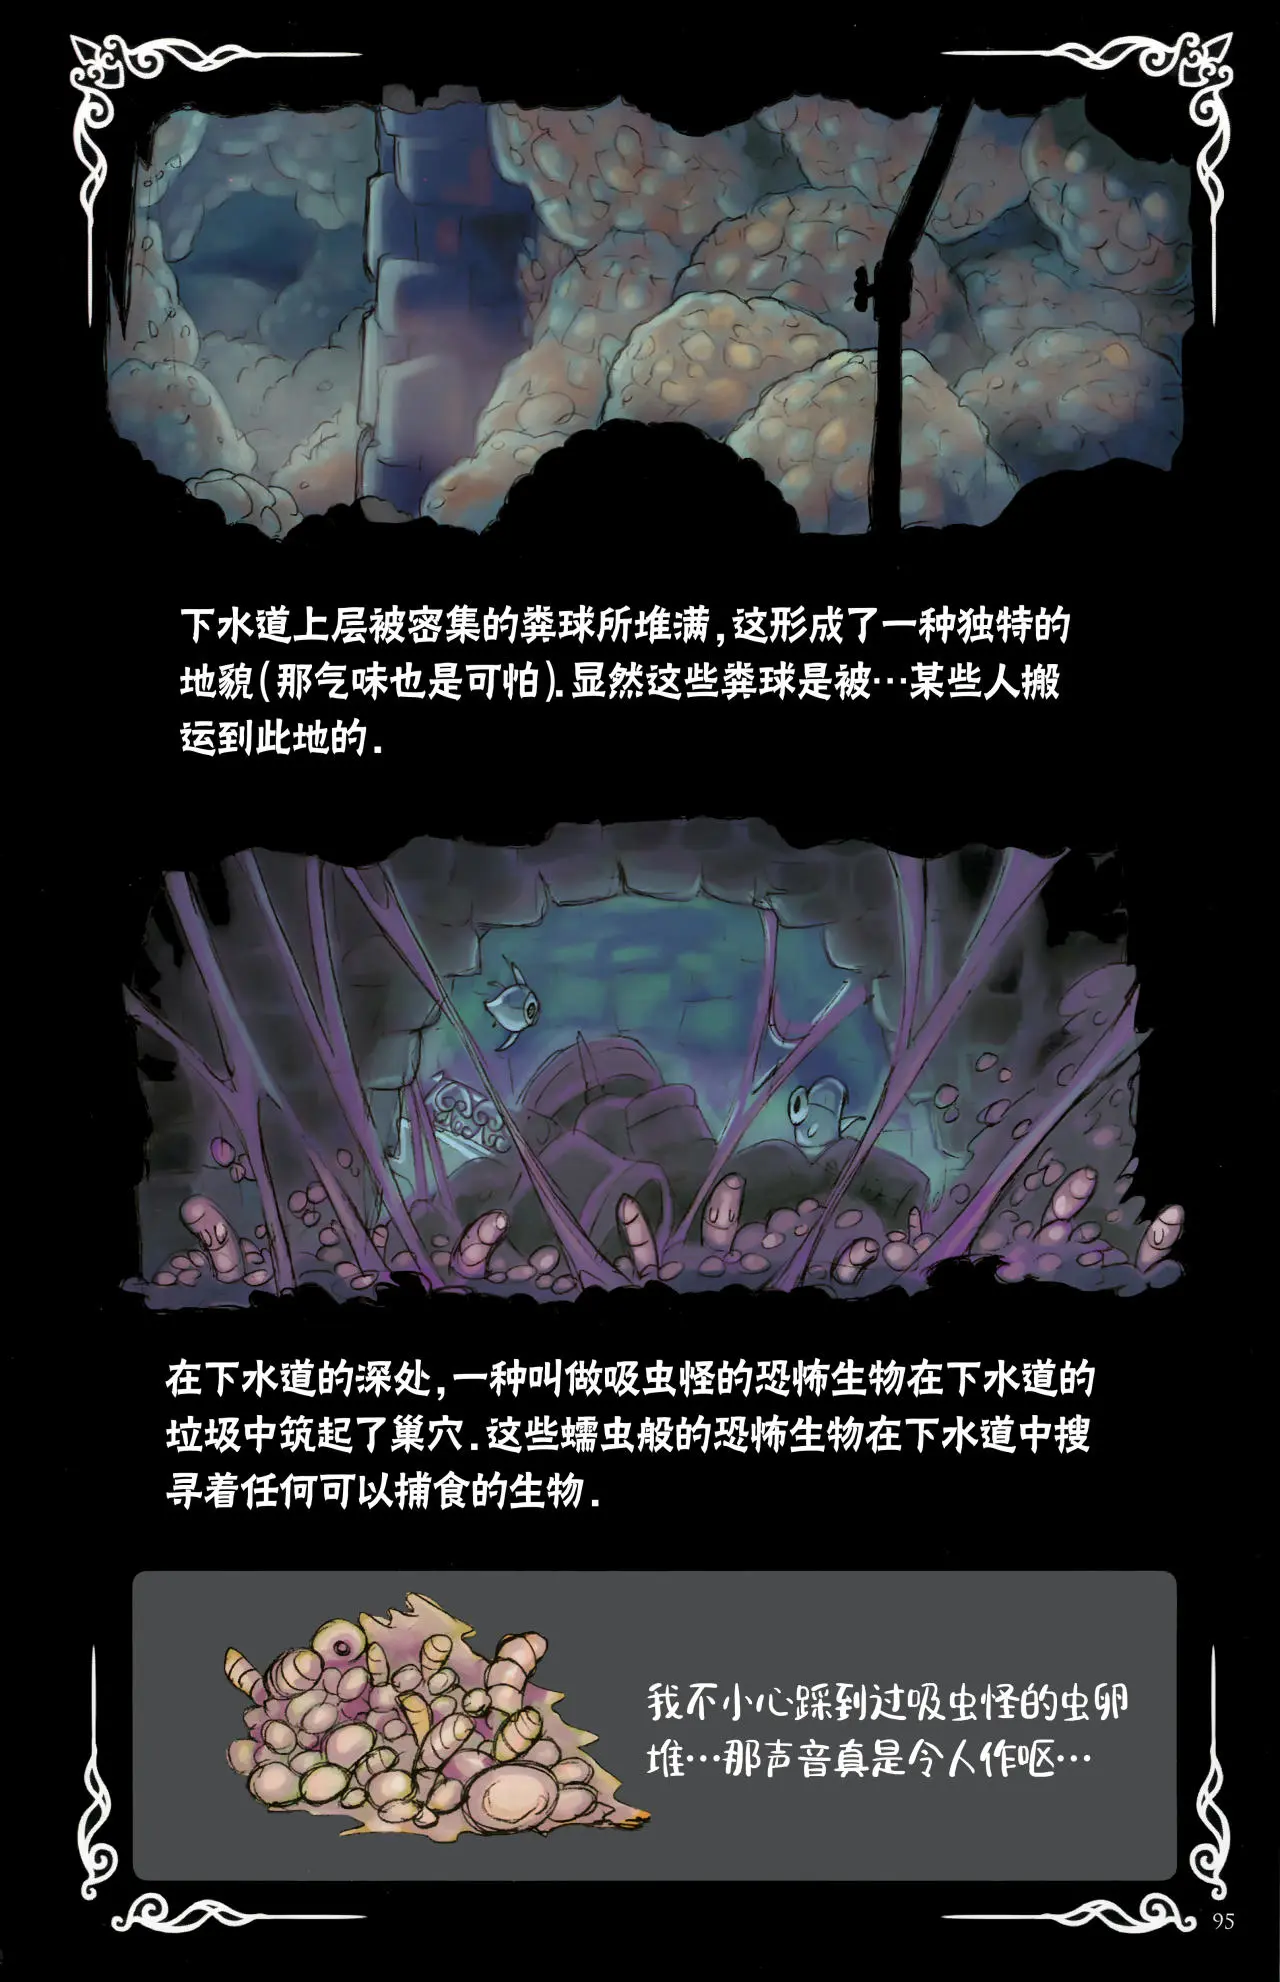 下水道上层被密集的粪球所堆满,这形成了一种独特的
地貌(那气味也是可怕).显然这些粪球是被…某些人搬
运到此地的.
在下水道的深处,一种叫做吸虫怪的恐怖生物在下水道的
垃圾中筑起了巢穴.这些蠕虫般的恐怖生物在下水道中搜
寻着任何可以捕食的生物.
我不小心踩到过吸虫怪的虫卵
堆…那声音真是令人作呕…
95